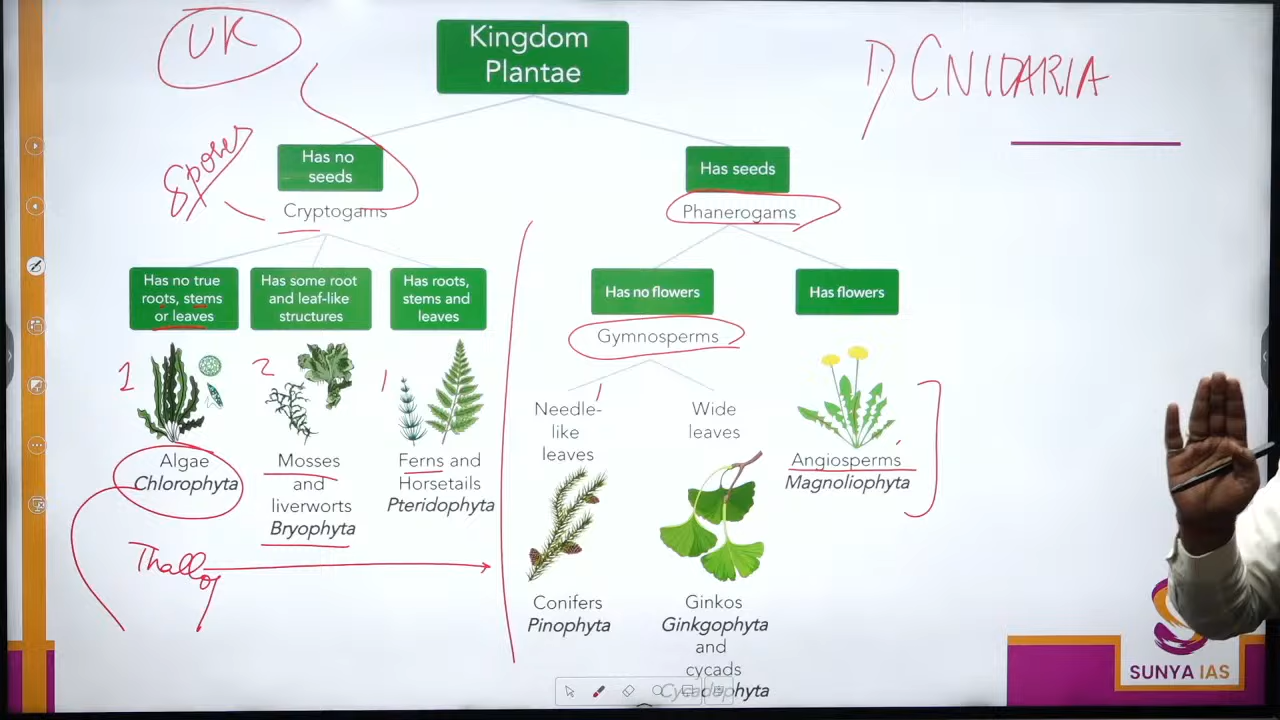 UK
Kingdom
Plantae
1) CNIDARIA
Spores
Has no
seeds
Cryptogams
Has seeds
Phanerogams
Has no true
roots, stems
or leaves
Has some root
and leaf-like
structures
Has roots,
stems and
leaves
Has no flowers
Gymnosperms
Has flowers
1
2
1
Needle-
like
leaves
Wide
leaves
Algae
Chlorophyta
Mosses
and
liverworts
Bryophyta
Ferns and
Horsetails
Pteridophyta
Angiosperms
Magnoliophyta
Conifers
Pinophyta
Ginkos
Ginkgophyta
and
cycads
Cycadophyta
SUNYA IAS